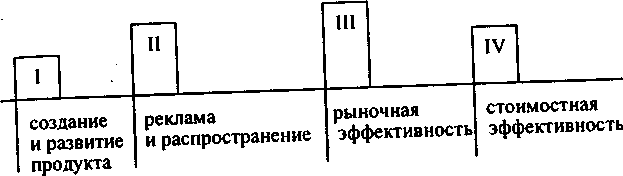 I
II
III
IV
создание
и развитие
продукта
реклама
и распространение
рыночная
эффективность
стоимостная
эффективность